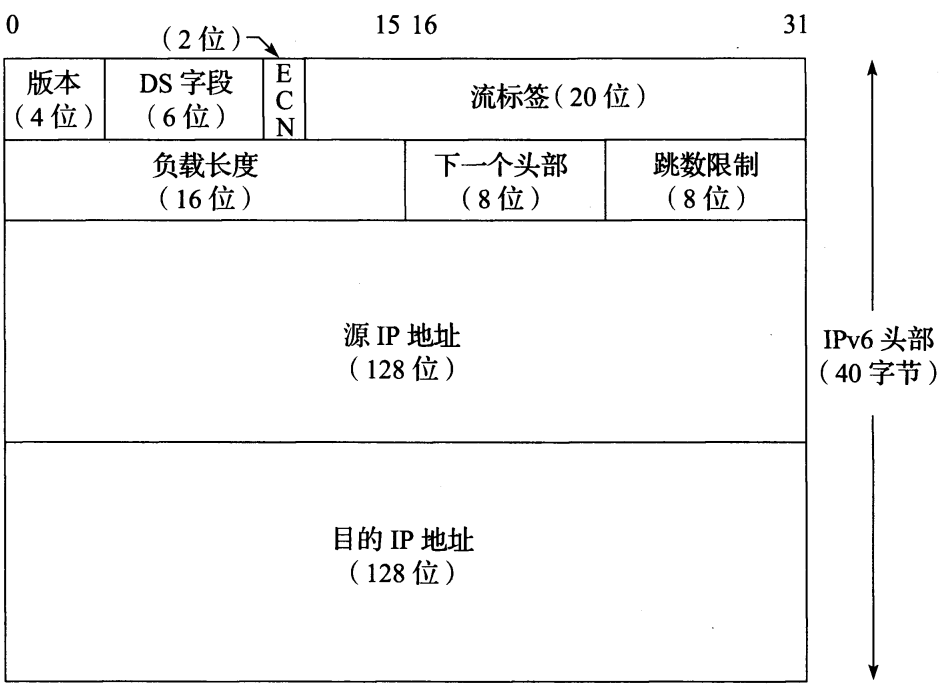 0 15 16 31
（2 位）
版本
（4 位）
DS 字段
（6 位）
E
C
N
流标签（20 位）
负载长度
（16 位）
下一个头部
（8 位）
跳数限制
（8 位）
源 IP 地址
（128 位）
IPv6 头部
（40 字节）
目的 IP 地址
（128 位）